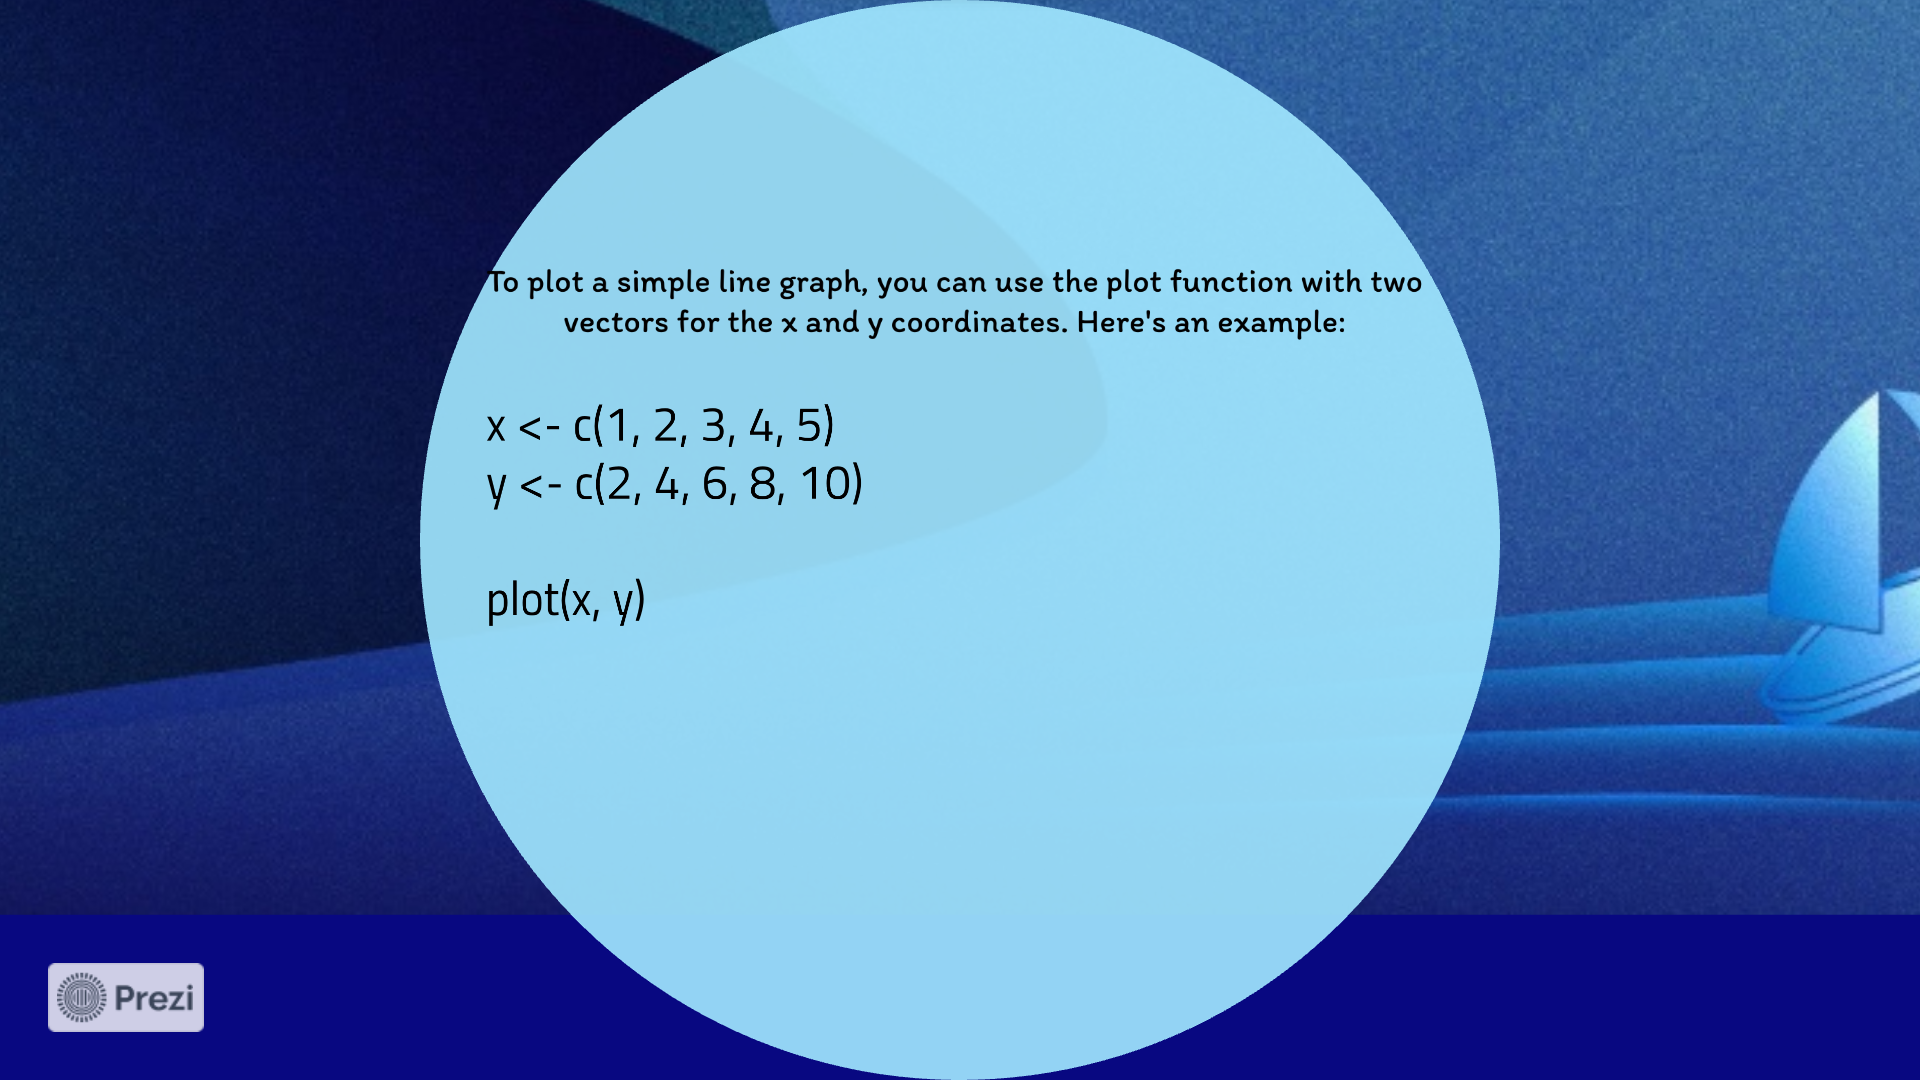 To plot a simple line graph, you can use the plot function with two
vectors for the x and y coordinates. Here's an example:
x <- c(1, 2, 3, 4, 5)
y <- c(2, 4, 6, 8, 10)
plot(x, y)
Prezi